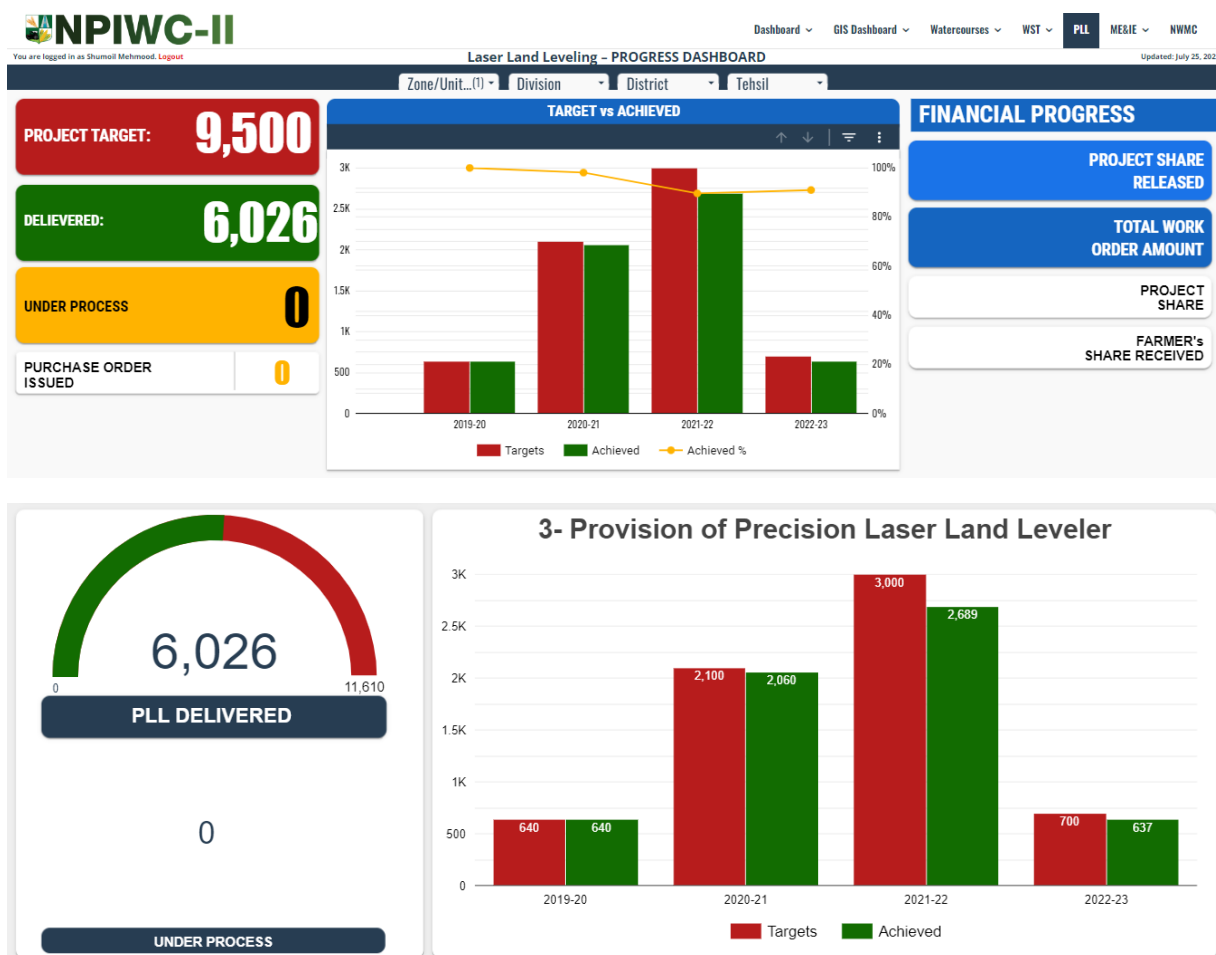 NPIWC-II
Dashboard GIS Dashboard Watercourses WST PLL ME&IE NWMC
You are logged in as Shumoil Mehmood. Logout
Laser Land Leveling – PROGRESS DASHBOARD
Updated: July 25, 202
Zone/Unit...(1) Division District Tehsil
PROJECT TARGET: 9,500
DELIEVERED: 6,026
UNDER PROCESS 0
PURCHASE ORDER
ISSUED
0
TARGET vs ACHIEVED
3K
2.5K
2K
1.5K
1K
500
0
100%
80%
60%
40%
20%
0%
2019-20 2020-21 2021-22 2022-23
Targets Achieved Achieved %
FINANCIAL PROGRESS
PROJECT SHARE
RELEASED
TOTAL WORK
ORDER AMOUNT
PROJECT
SHARE
FARMER's
SHARE RECEIVED
6,026
0 11,610
PLL DELIVERED
0
UNDER PROCESS
3- Provision of Precision Laser Land Leveler
3K
2.5K
2K
1.5K
1K
500
0
640 640
2,100 2,060
3,000 2,689
700 637
2019-20 2020-21 2021-22 2022-23
Targets Achieved